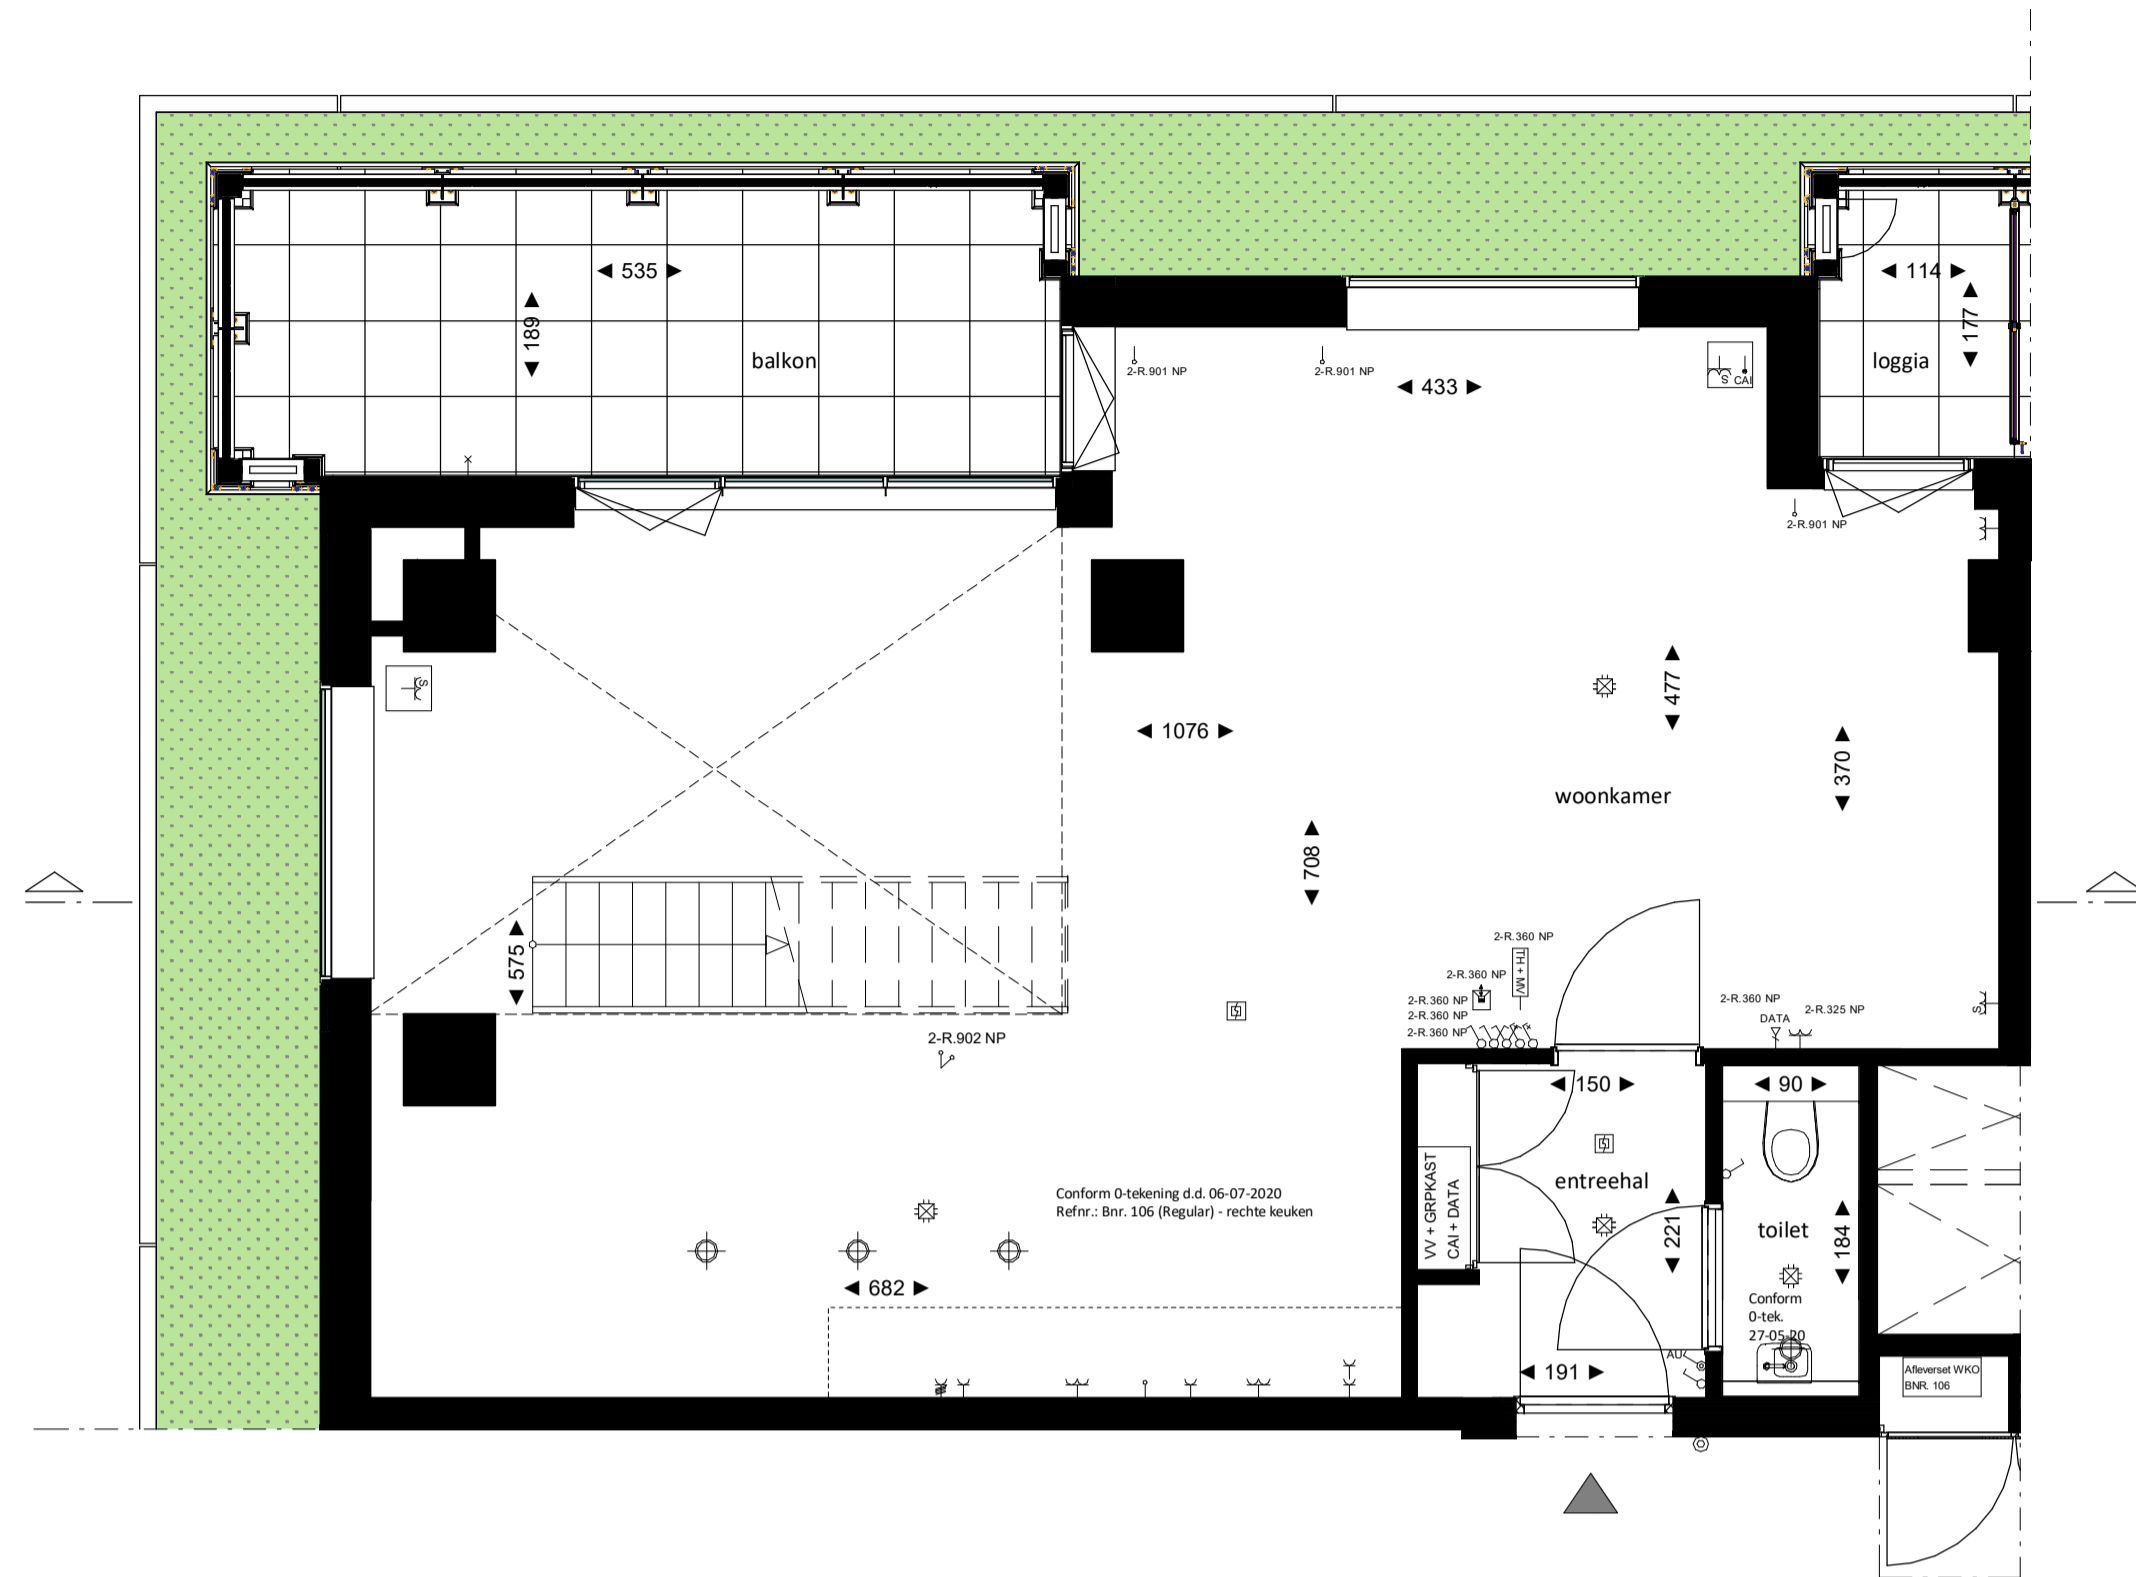 535
189
balkon
114
177
loggia
2-R.901 NP
2-R.901 NP
433
S
CAI
2-R.901 NP
S
1076
477
370
woonkamer
708
575
2-R.902 NP
2-R.360 NP
TH + MV
2-R.360 NP
2-R.360 NP
2-R.360 NP
2-R.360 NP
2-R.360 NP
2-R.325 NP
DATA
S
150
90
entreehal
VV + GRPKAST
CAI + DATA
221
toilet
184
Conform 0-tekening d.d. 06-07-2020
Refnr.: Bnr. 106 (Regular) - rechte keuken
682
Conform
0-tek.
27-05-20
AU
191
Afleverset WKO
BNR. 106